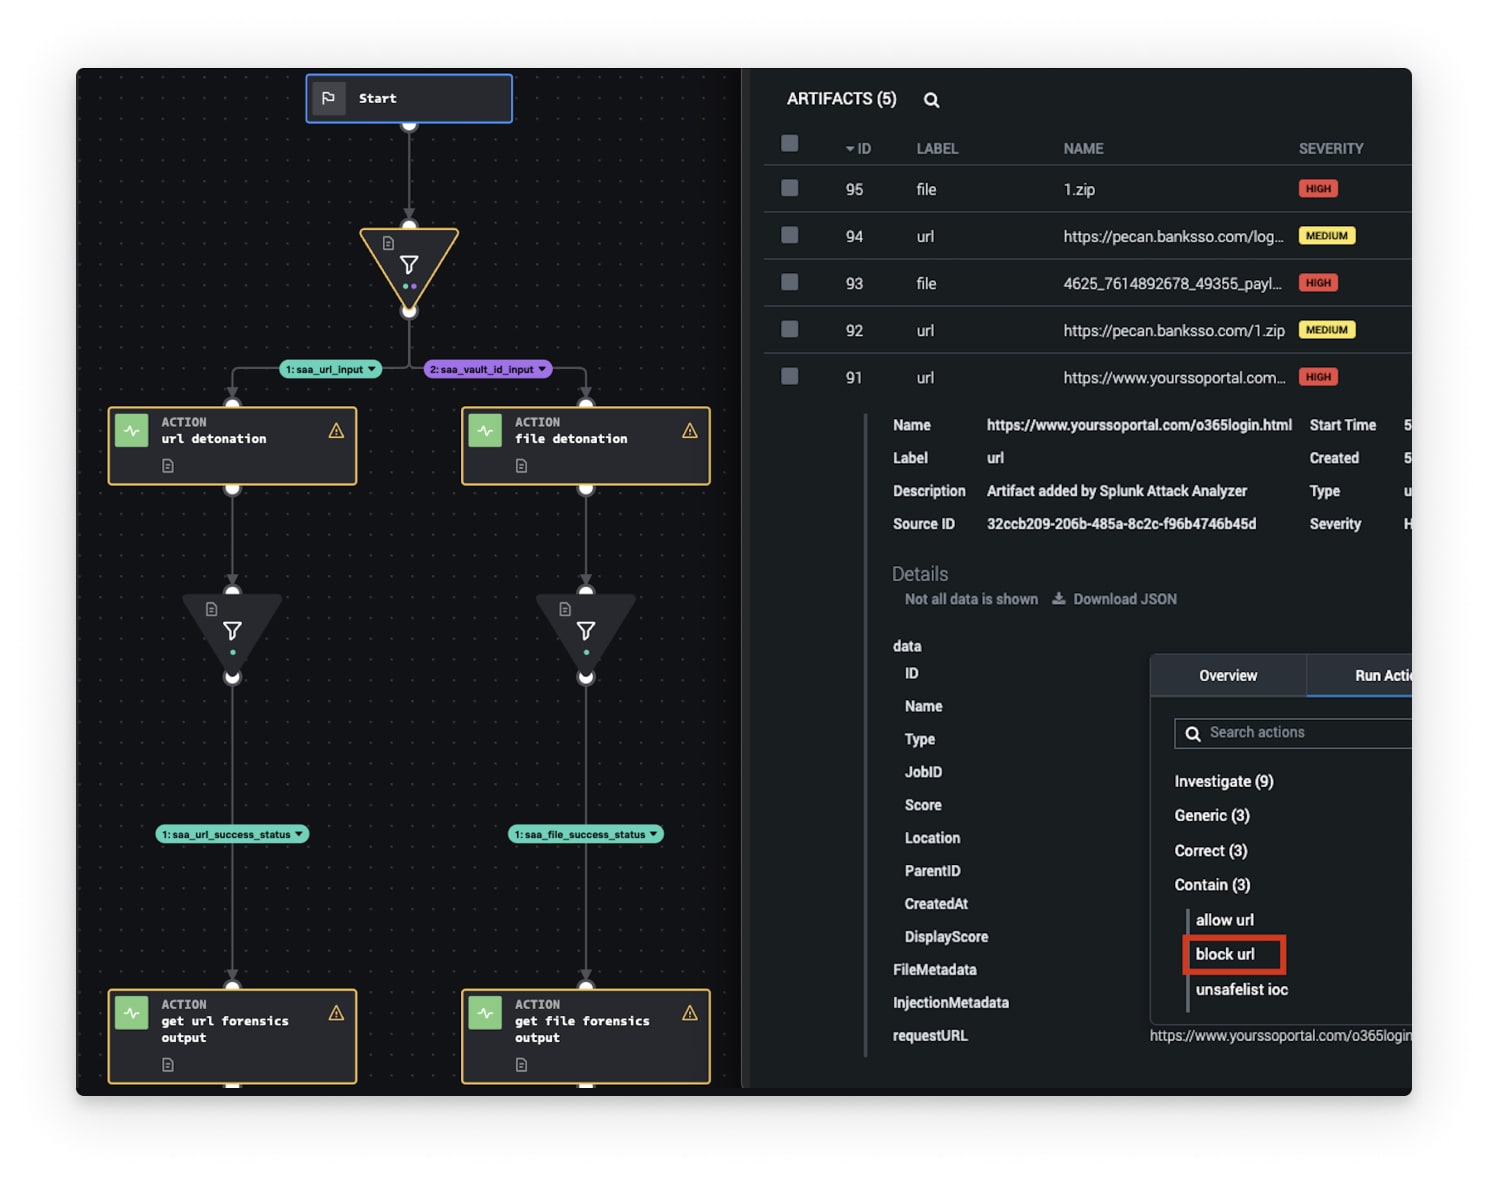 Start
1: saa_url_input
2: saa_vault_id_input
ACTION
url detonation
ACTION
file detonation
1: saa_url_success_status
1: saa_file_success_status
ACTION
get url forensics
output
ACTION
get file forensics
output
ARTIFACTS (5)
ID LABEL NAME SEVERITY
95 file 1.zip HIGH
94 url https://pecan.banksso.com/log... MEDIUM
93 file 4625_7614892678_49355_payl... HIGH
92 url https://pecan.banksso.com/1.zip MEDIUM
91 url https://www.yourssoportal.com... HIGH
Name https://www.yourssoportal.com/o365login.html Start Time 5
Label url Created 5
Description Artifact added by Splunk Attack Analyzer Type u
Source ID 32ccb209-206b-485a-8c2c-f96b4746b45d Severity H
Details
Not all data is shown Download JSON
data
ID
Name
Type
JobID
Score
Location
ParentID
CreatedAt
DisplayScore
FileMetadata
InjectionMetadata
requestURL https://www.yourssoportal.com/o365login
Overview Run Actio
Search actions
Investigate (9)
Generic (3)
Correct (3)
Contain (3)
allow url
block url
unsafelist ioc